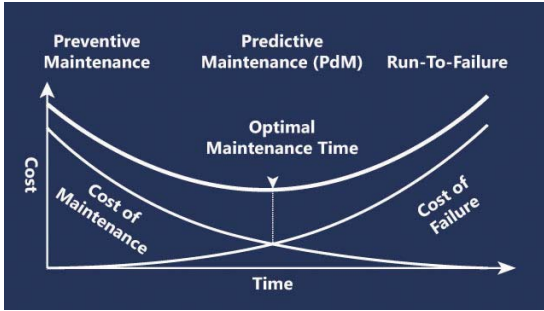 Preventive
Maintenance
Predictive
Maintenance (PdM)
Run-To-Failure
Optimal
Maintenance Time
Cost
Cost of
Maintenance
Cost of
Failure
Time